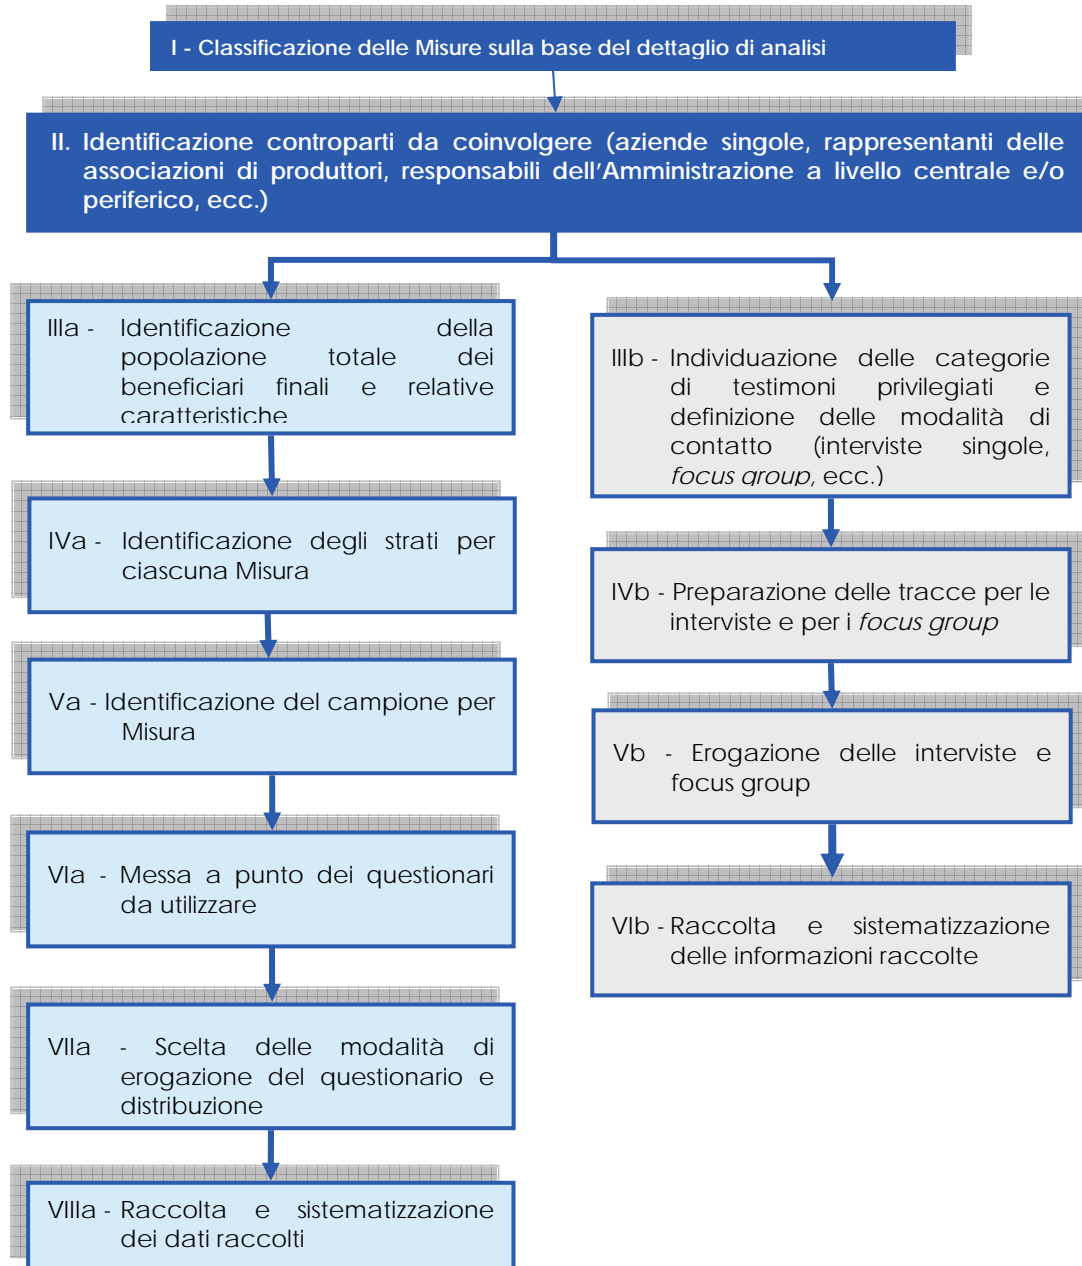 I - Classificazione delle Misure sulla base del dettaglio di analisi
II. Identificazione controparti da coinvolgere (aziende singole, rappresentanti delle
associazioni di produttori, responsabili dell'Amministrazione a livello centrale e/o
periferico, ecc.)
IIIa - Identificazione della
popolazione totale dei
beneficiari finali e relative
caratteristiche
IVa - Identificazione degli strati per
ciascuna Misura
Va - Identificazione del campione per
Misura
VIa - Messa a punto dei questionari
da utilizzare
VIIa - Scelta delle modalità di
erogazione del questionario e
distribuzione
VIIIa - Raccolta e sistematizzazione
dei dati raccolti
IIIb - Individuazione delle categorie
di testimoni privilegiati e
definizione delle modalità di
contatto (interviste singole,
focus group, ecc.)
IVb - Preparazione delle tracce per le
interviste e per i focus group
Vb - Erogazione delle interviste e
focus group
VIb - Raccolta e sistematizzazione
delle informazioni raccolte